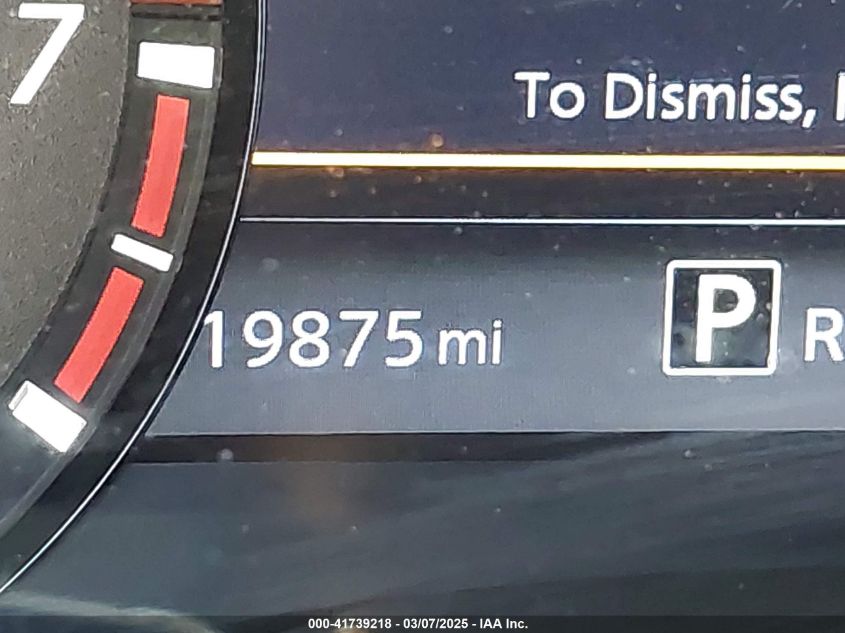 7
To Dismiss,
19875 mi
P R
000-41739218 - 03/07/2025 - IAA Inc.